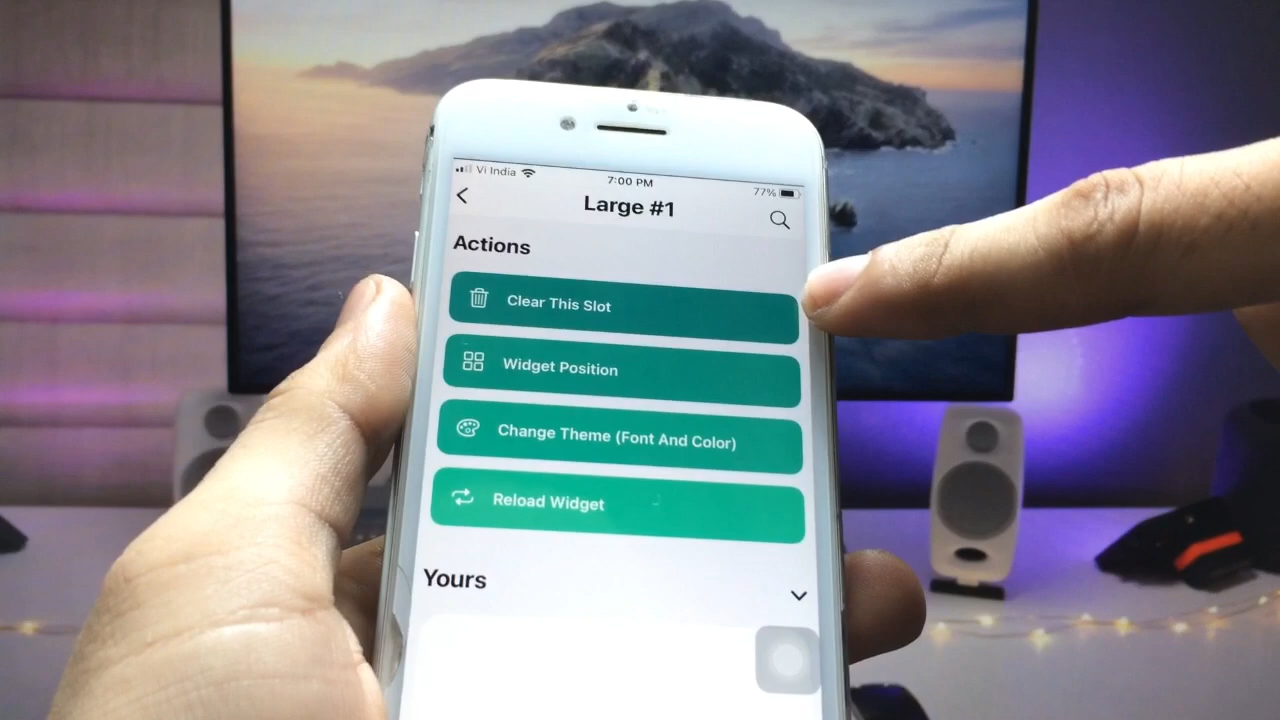 Vi India 7:00 PM 77%
Large #1
Actions
Clear This Slot
Widget Position
Change Theme (Font And Color)
Reload Widget
Yours